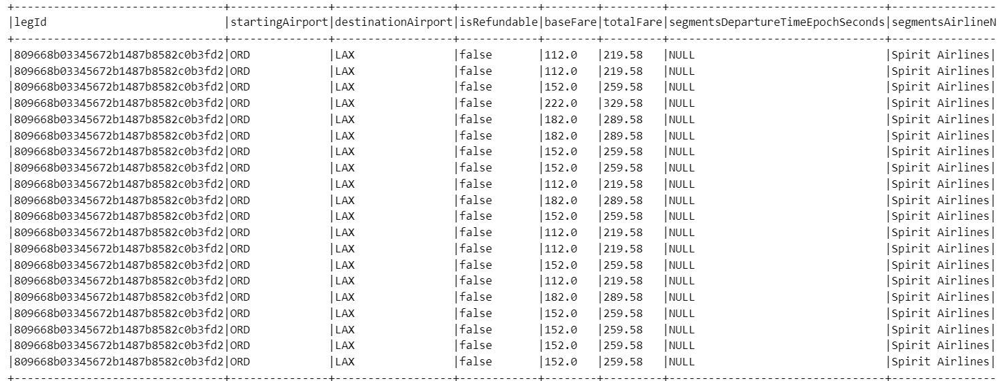 +--------------------------------+---------------+------------------+------------+--------+---------+---------------------------------+----------------
|legId                           |startingAirport|destinationAirport|isRefundable|baseFare|totalFare|segmentsDepartureTimeEpochSeconds|segmentsAirlineN
+--------------------------------+---------------+------------------+------------+--------+---------+---------------------------------+----------------
|809668b03345672b1487b8582c0b3fd2|ORD            |LAX               |false       |112.0   |219.58   |NULL                             |Spirit Airlines|
|809668b03345672b1487b8582c0b3fd2|ORD            |LAX               |false       |112.0   |219.58   |NULL                             |Spirit Airlines|
|809668b03345672b1487b8582c0b3fd2|ORD            |LAX               |false       |152.0   |259.58   |NULL                             |Spirit Airlines|
|809668b03345672b1487b8582c0b3fd2|ORD            |LAX               |false       |222.0   |329.58   |NULL                             |Spirit Airlines|
|809668b03345672b1487b8582c0b3fd2|ORD            |LAX               |false       |182.0   |289.58   |NULL                             |Spirit Airlines|
|809668b03345672b1487b8582c0b3fd2|ORD            |LAX               |false       |182.0   |289.58   |NULL                             |Spirit Airlines|
|809668b03345672b1487b8582c0b3fd2|ORD            |LAX               |false       |152.0   |259.58   |NULL                             |Spirit Airlines|
|809668b03345672b1487b8582c0b3fd2|ORD            |LAX               |false       |152.0   |259.58   |NULL                             |Spirit Airlines|
|809668b03345672b1487b8582c0b3fd2|ORD            |LAX               |false       |112.0   |219.58   |NULL                             |Spirit Airlines|
|809668b03345672b1487b8582c0b3fd2|ORD            |LAX               |false       |182.0   |289.58   |NULL                             |Spirit Airlines|
|809668b03345672b1487b8582c0b3fd2|ORD            |LAX               |false       |152.0   |259.58   |NULL                             |Spirit Airlines|
|809668b03345672b1487b8582c0b3fd2|ORD            |LAX               |false       |112.0   |219.58   |NULL                             |Spirit Airlines|
|809668b03345672b1487b8582c0b3fd2|ORD            |LAX               |false       |112.0   |219.58   |NULL                             |Spirit Airlines|
|809668b03345672b1487b8582c0b3fd2|ORD            |LAX               |false       |152.0   |259.58   |NULL                             |Spirit Airlines|
|809668b03345672b1487b8582c0b3fd2|ORD            |LAX               |false       |112.0   |219.58   |NULL                             |Spirit Airlines|
|809668b03345672b1487b8582c0b3fd2|ORD            |LAX               |false       |182.0   |289.58   |NULL                             |Spirit Airlines|
|809668b03345672b1487b8582c0b3fd2|ORD            |LAX               |false       |152.0   |259.58   |NULL                             |Spirit Airlines|
|809668b03345672b1487b8582c0b3fd2|ORD            |LAX               |false       |152.0   |259.58   |NULL                             |Spirit Airlines|
|809668b03345672b1487b8582c0b3fd2|ORD            |LAX               |false       |152.0   |259.58   |NULL                             |Spirit Airlines|
|809668b03345672b1487b8582c0b3fd2|ORD            |LAX               |false       |152.0   |259.58   |NULL                             |Spirit Airlines|
+--------------------------------+---------------+------------------+------------+--------+---------+---------------------------------+----------------